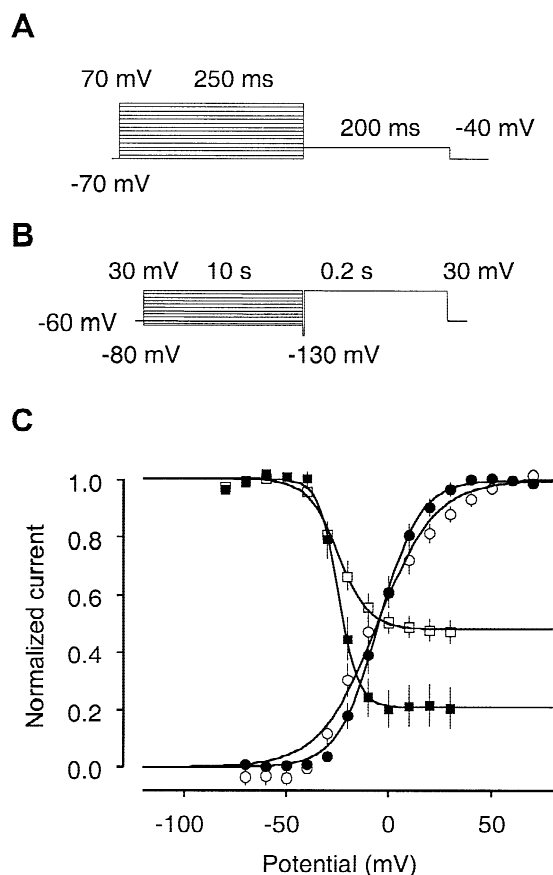 A
70 mV 250 ms
200 ms -40 mV
-70 mV
B
30 mV 10 s 0.2 s 30 mV
-60 mV
-80 mV -130 mV
C
Normalized current
1.0
0.8
0.6
0.4
0.2
0.0
-100 -50 0 50
Potential (mV)